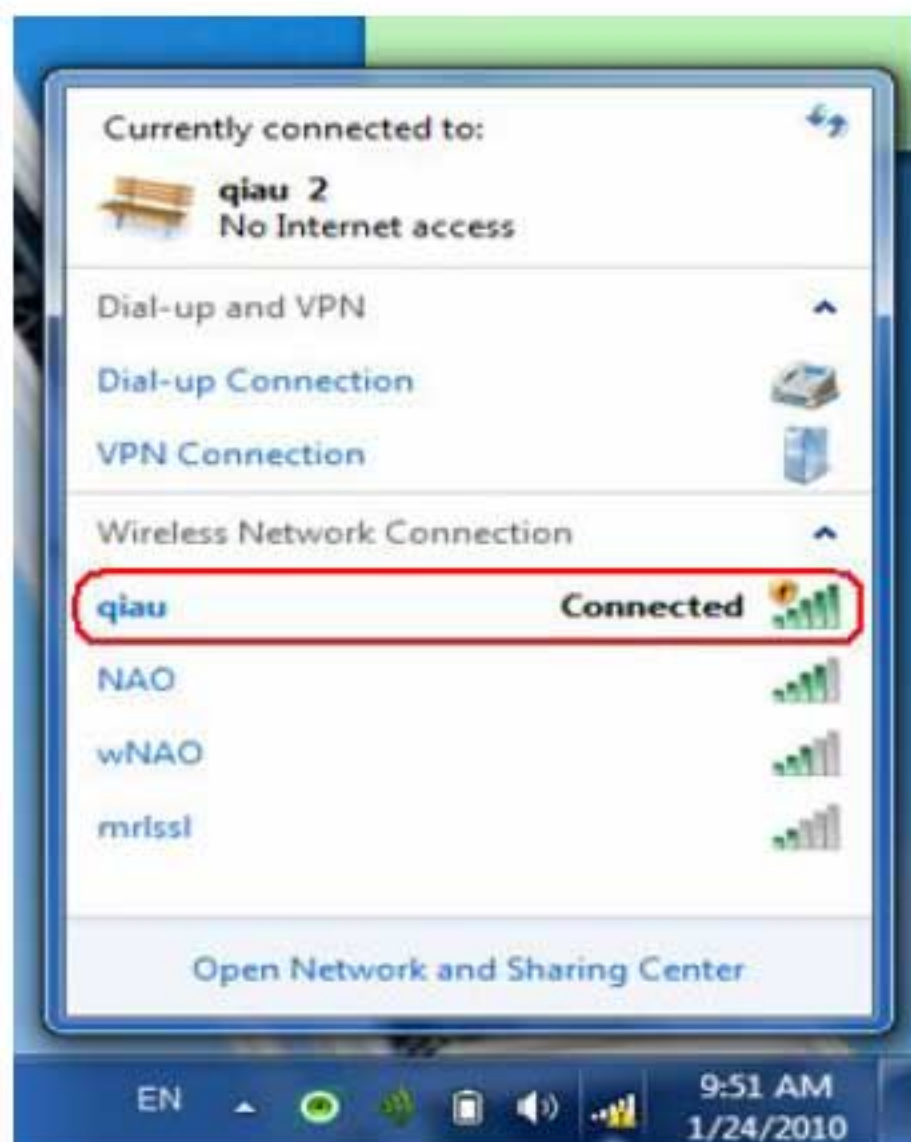 Currently connected to:
qiau 2
No Internet access
Dial-up and VPN
Dial-up Connection
VPN Connection
Wireless Network Connection
qiau Connected
NAO
wNAO
mrlssl
Open Network and Sharing Center
EN
9:51 AM
1/24/2010